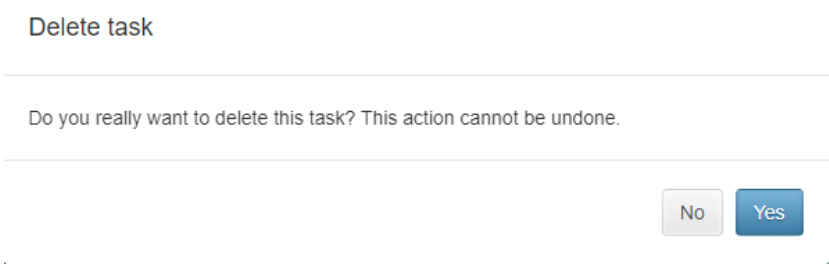 Delete task
Do you really want to delete this task? This action cannot be undone.
No Yes